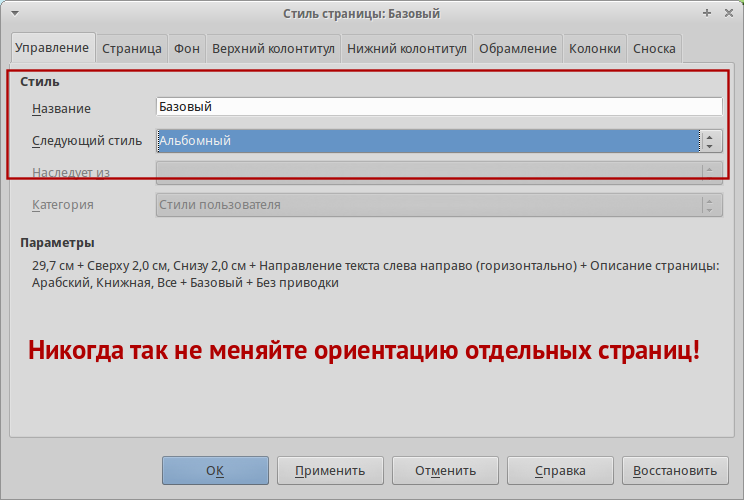 Стиль страницы: Базовый
Управление Страница Фон Верхний колонтитул Нижний колонтитул Обрамление Колонки Сноска
Стиль
Название Базовый
Следующий стиль Альбомный
Наследует из
Категория Стили пользователя
Параметры
29,7 см + Сверху 2,0 см, Снизу 2,0 см + Направление текста слева направо (горизонтально) + Описание страницы:
Арабский, Книжная, Все + Базовый + Без приводки
Никогда так не меняйте ориентацию отдельных страниц!
ОК Применить Отменить Справка Восстановить